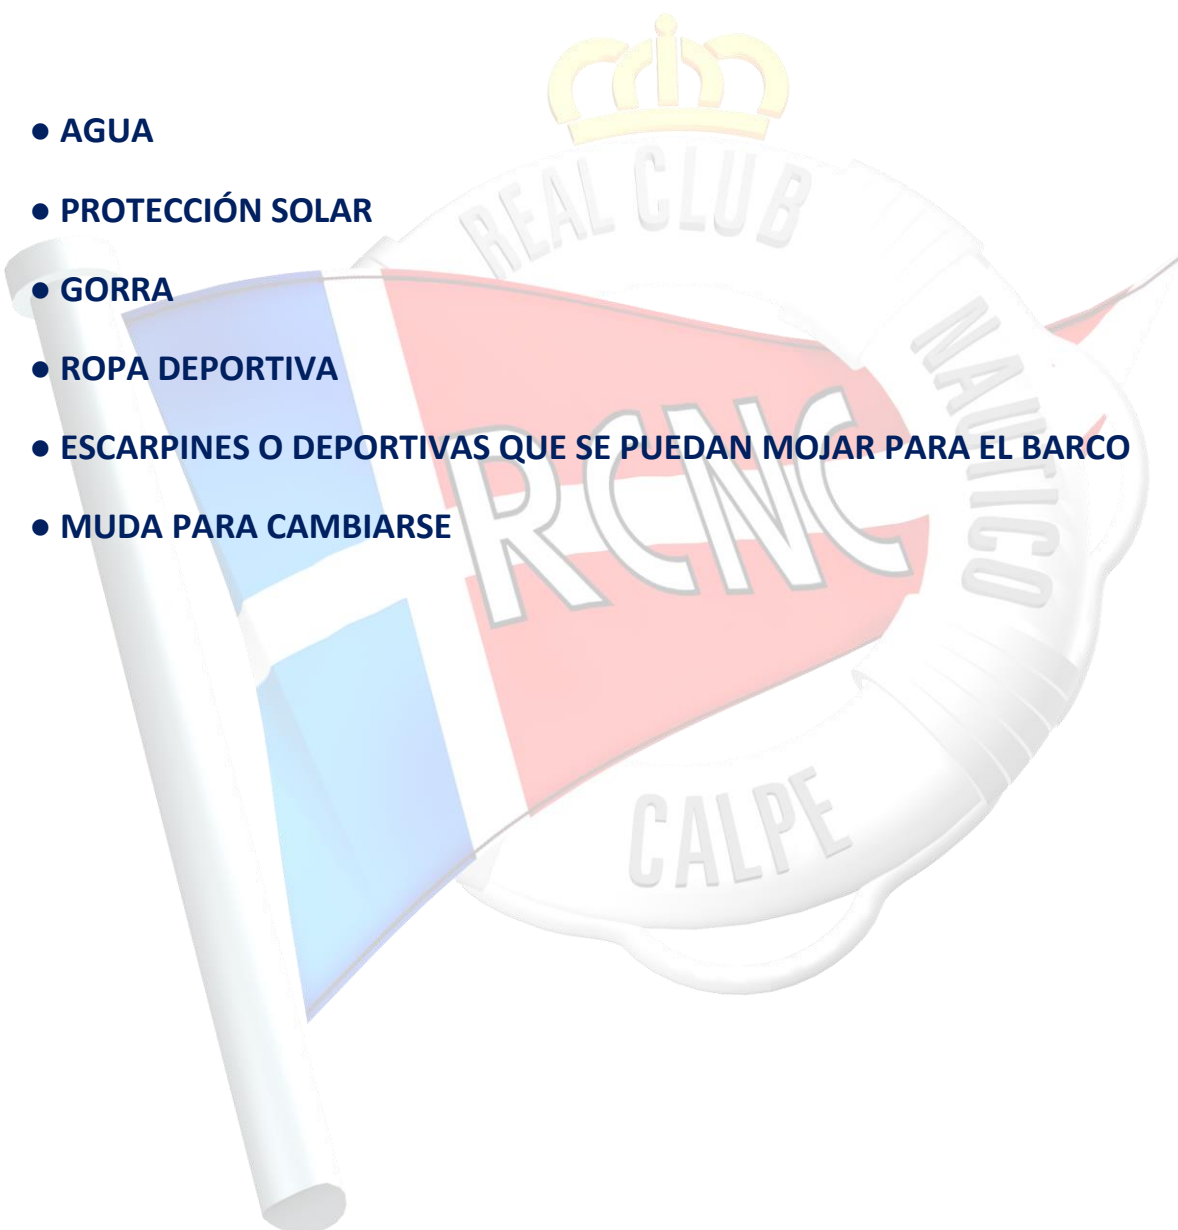 ● AGUA
● PROTECCIÓN SOLAR
● GORRA
● ROPA DEPORTIVA
● ESCARPINES O DEPORTIVAS QUE SE PUEDAN MOJAR PARA EL BARCO
● MUDA PARA CAMBIARSE
REAL CLUB
NAUTICO
RCNC
CALPE